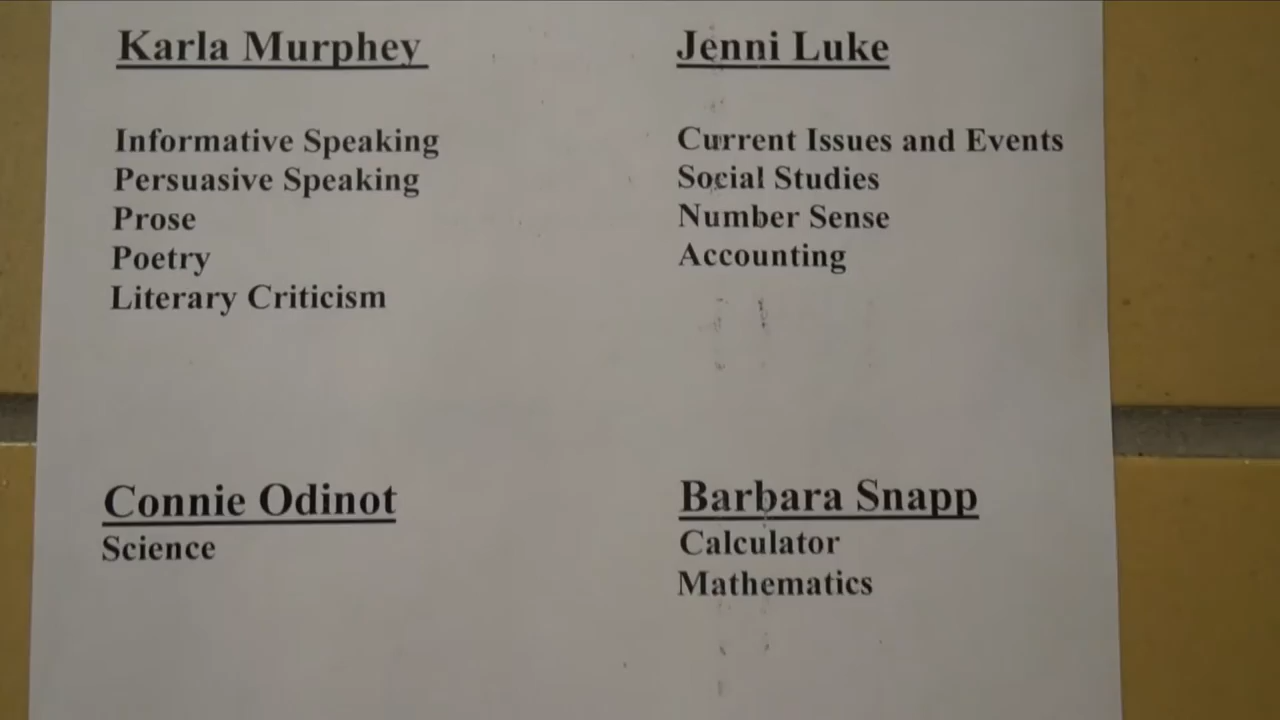 Karla Murphey
Informative Speaking
Persuasive Speaking
Prose
Poetry
Literary Criticism
Jenni Luke
Current Issues and Events
Social Studies
Number Sense
Accounting
Connie Odinot
Science
Barbara Snapp
Calculator
Mathematics